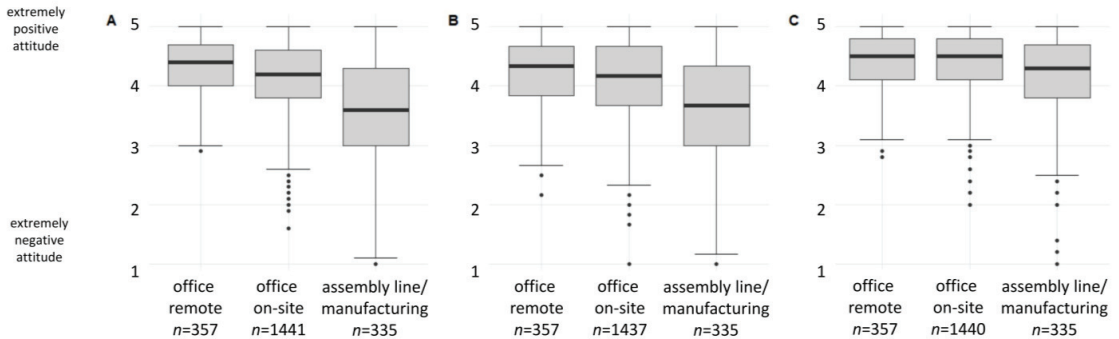 extremely
positive
attitude
extremely
negative
attitude
A
5
4
3
2
1
office
remote
n=357
office
on-site
n=1441
assembly line/
manufacturing
n=335
B
5
4
3
2
1
office
remote
n=357
office
on-site
n=1437
assembly line/
manufacturing
n=335
C
5
4
3
2
1
office
remote
n=357
office
on-site
n=1440
assembly line/
manufacturing
n=335